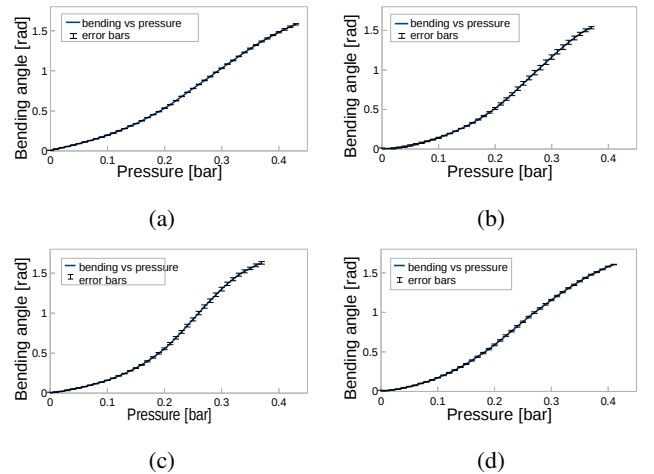 Bending angle [rad]
1.5
1
0.5
0
bending vs pressure
error bars
0.1
0.2
0.3
0.4
Pressure [bar]
(a)
Bending angle [rad]
1.5
1
0.5
0
bending vs pressure
error bars
0
0.1
0.2
0.3
0.4
Pressure [bar]
(b)
Bending angle [rad]
1.5
1
0.5
0
bending vs pressure
error bars
0
0.1
0.2
0.3
0.4
Pressure [bar]
(c)
Bending angle [rad]
1.5
1
0.5
0
bending vs pressure
error bars
0
0.1
0.2
0.3
0.4
Pressure [bar]
(d)